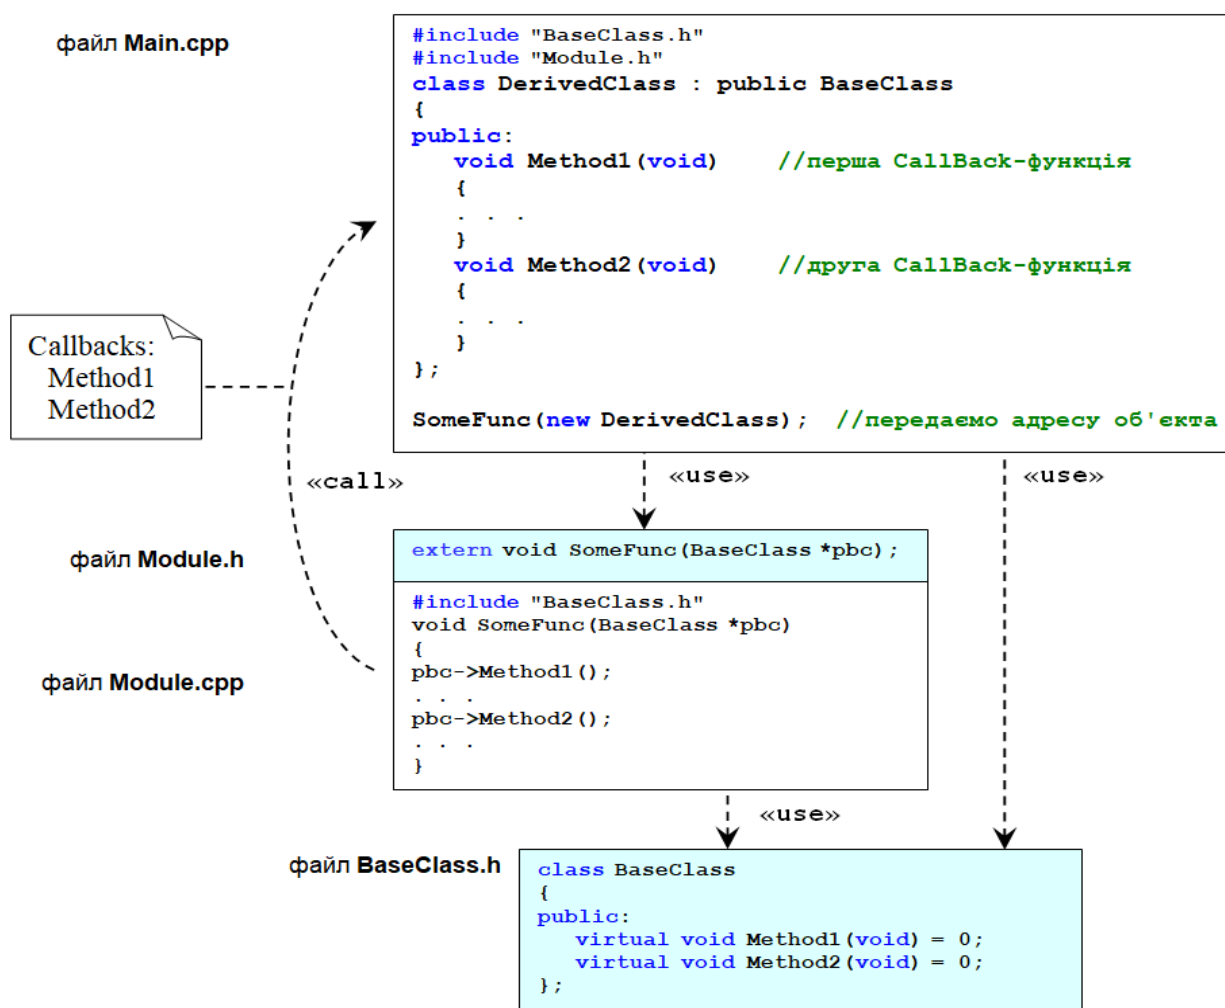 файл Main.cpp
#include "BaseClass.h"
#include "Module.h"
class DerivedClass : public BaseClass
{
public:
void Method1(void) //перша CallBack-функція
{
. . .
}
void Method2(void) //друга CallBack-функція
{
. . .
}
};
SomeFunc(new DerivedClass); //передаємо адресу об'єкта
Callbacks:
Method1
Method2
«call»
«use»
«use»
файл Module.h
extern void SomeFunc(BaseClass *pbc);
файл Module.cpp
#include "BaseClass.h"
void SomeFunc(BaseClass *pbc)
{
pbc->Method1();
. . .
pbc->Method2();
. . .
}
«use»
файл BaseClass.h
class BaseClass
{
public:
virtual void Method1(void) = 0;
virtual void Method2(void) = 0;
};